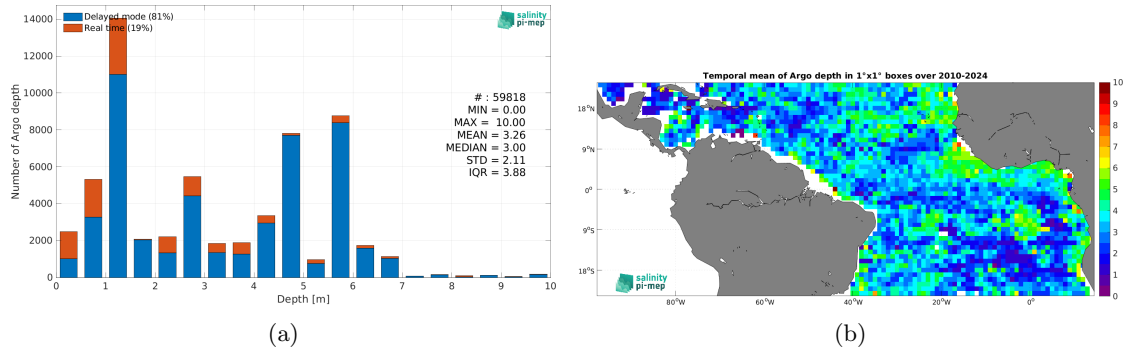 Delayed mode (81%)
Real time (19%)
salinity
pi-mep
# : 59818
MIN = 0.00
MAX = 10.00
MEAN = 3.26
MEDIAN = 3.00
STD = 2.11
IQR = 3.88
Number of Argo depth
14000
12000
10000
8000
6000
4000
2000
0
0 1 2 3 4 5 6 7 8 9 10
Depth [m]
(a)
Temporal mean of Argo depth in 1°x1° boxes over 2010-2024
18°N
9°N
0°
9°S
18°S
80°W 60°W 40°W 20°W 0°
10
9
8
7
6
5
4
3
2
1
0
salinity
pi-mep
(b)